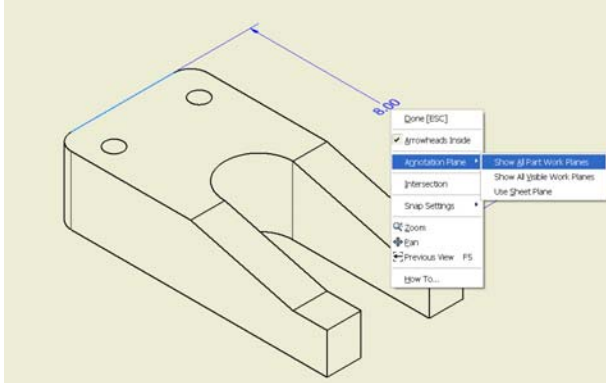 8.00
Done [ESC]
Arrowheads Inside
Annotation Plane
Show All Part Work Planes
Show All Visible Work Planes
Use Sheet Plane
Intersection
Snap Settings
Zoom
Pan
Previous View F5
How To...